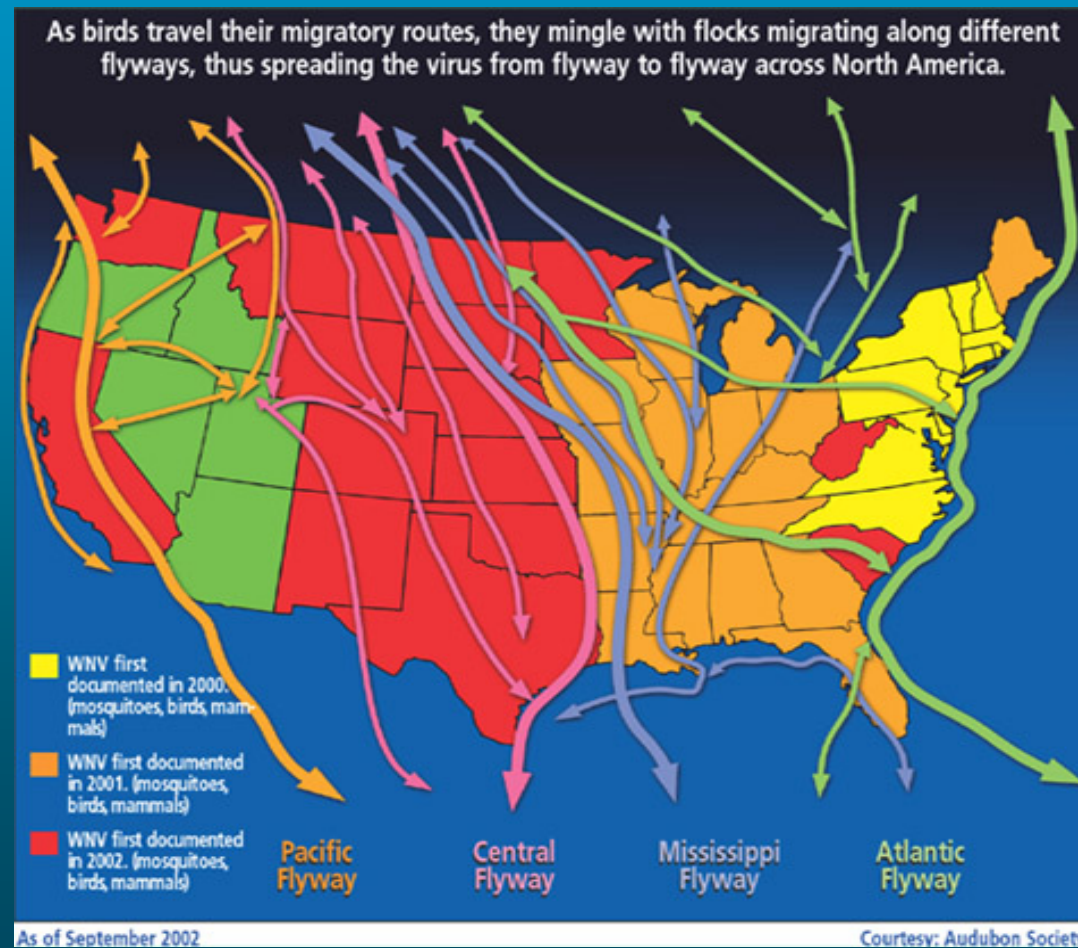 As birds travel their migratory routes, they mingle with flocks migrating along different
flyways, thus spreading the virus from flyway to flyway across North America.
WNV first
documented in 2000.
(mosquitoes, birds, mam-
mals)
WNV first documented
in 2001. (mosquitoes,
birds, mammals)
WNV first documented
in 2002. (mosquitoes,
birds, mammals)
Pacific
Flyway
Central
Flyway
Mississippi
Flyway
Atlantic
Flyway
As of September 2002
Courtesy: Audubon Society